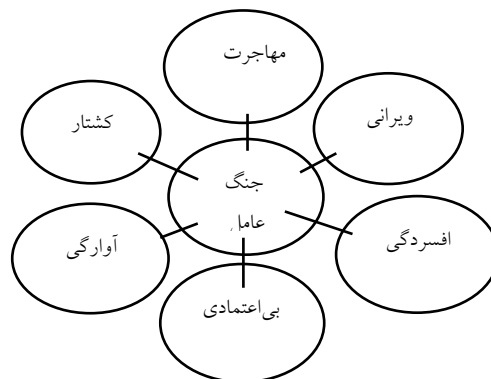 مهاجرت
ویرانی
کشتار
جنگ
عامل
افسردگی
آوارگی
بی‌اعتمادی